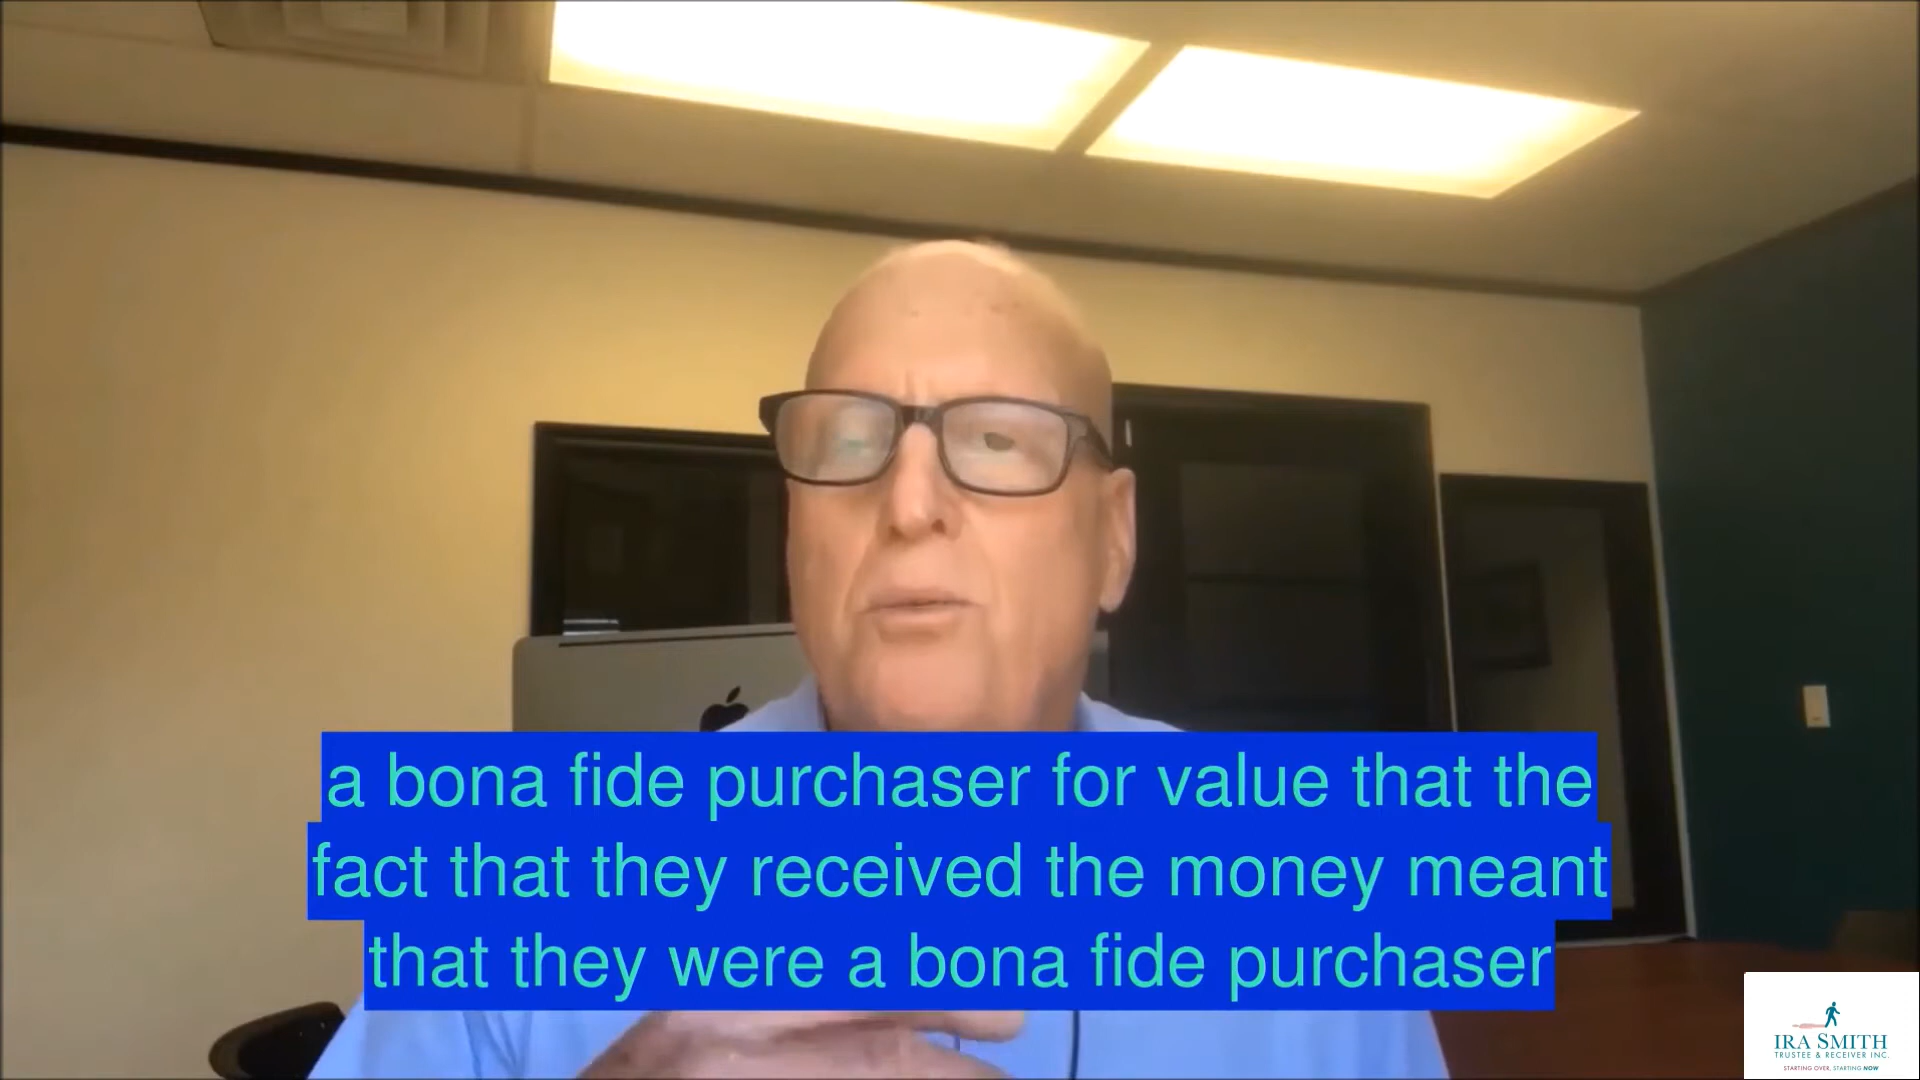 a bona fide purchaser for value that the
fact that they received the money meant
that they were a bona fide purchaser
IRA SMITH
TRUSTEE & RECEIVER INC.
STARTING OVER, STARTING NOW